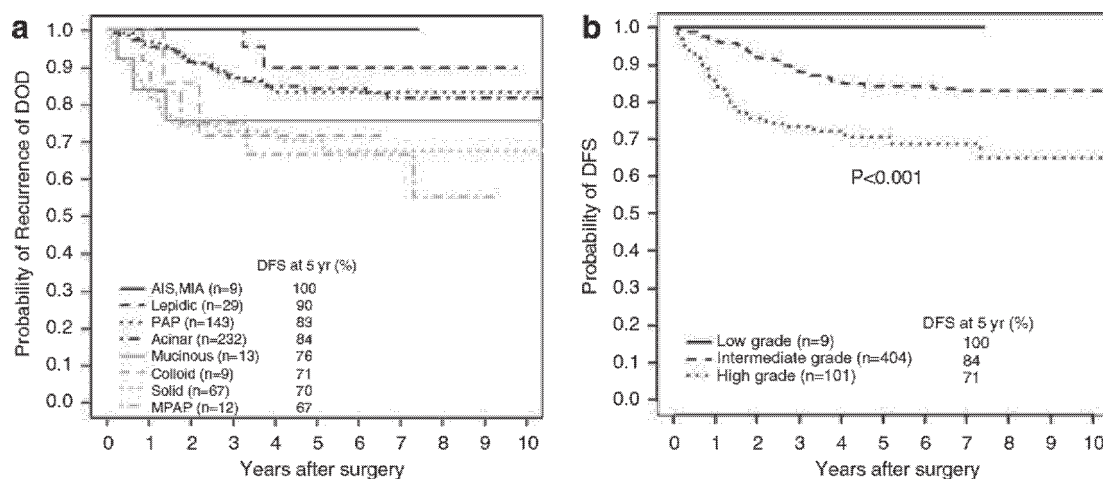 a
Probability of Recurrence of DOD
1.0
0.9
0.8
0.7
0.6
0.5
0.4
0.3
0.2
0.1
0.0
DFS at 5 yr (%)
AIS,MIA (n=9) 100
Lepidic (n=29) 90
PAP (n=143) 83
Acinar (n=232) 84
Mucinous (n=13) 76
Colloid (n=9) 71
Solid (n=67) 70
MPAP (n=12) 67
0 1 2 3 4 5 6 7 8 9 10
Years after surgery
b
Probability of DFS
1.0
0.9
0.8
0.7
0.6
0.5
0.4
0.3
0.2
0.1
0.0
P<0.001
DFS at 5 yr (%)
Low grade (n=9) 100
Intermediate grade (n=404) 84
High grade (n=101) 71
0 1 2 3 4 5 6 7 8 9 10
Years after surgery